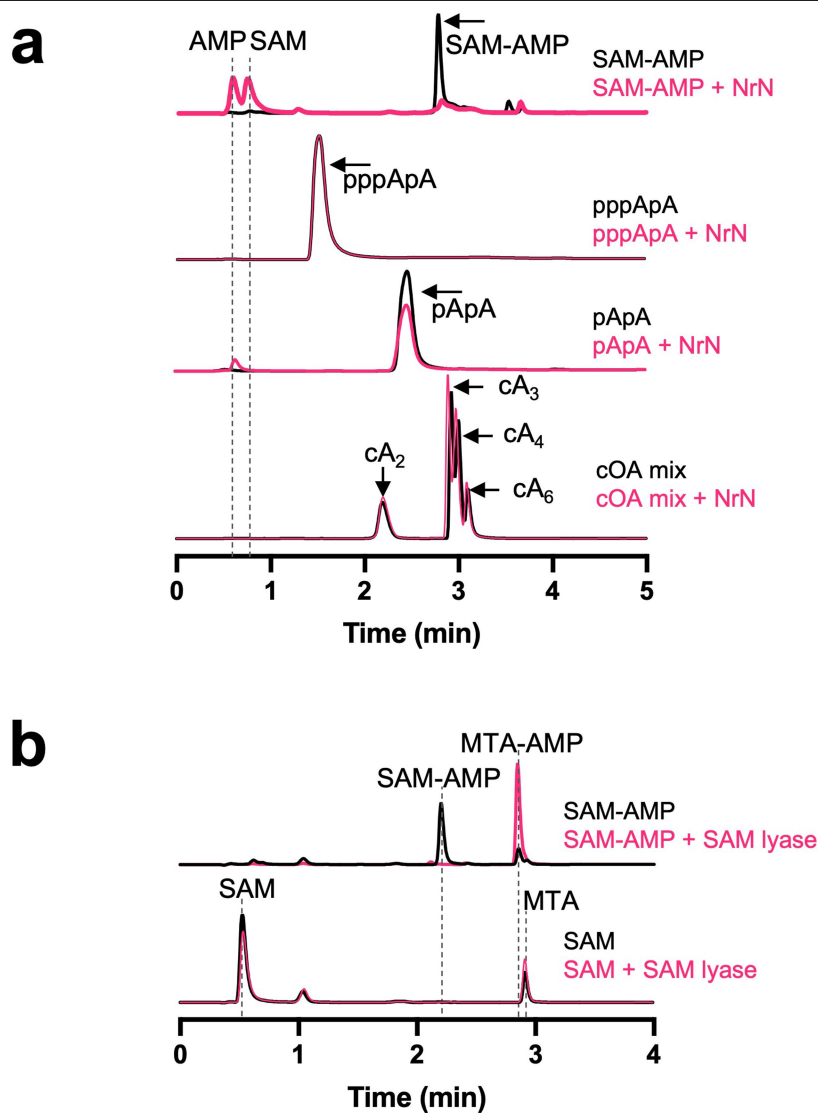 a
AMP SAM
SAM-AMP
SAM-AMP
SAM-AMP + NrN
pppApA
pppApA
pppApA + NrN
pApA
pApA
pApA + NrN
cA3
cA4
cA2
cA6
cOA mix
cOA mix + NrN
0 1 2 3 4 5
Time (min)
b
MTA-AMP
SAM-AMP
SAM-AMP
SAM-AMP + SAM lyase
SAM
MTA
SAM
SAM + SAM lyase
0 1 2 3 4
Time (min)